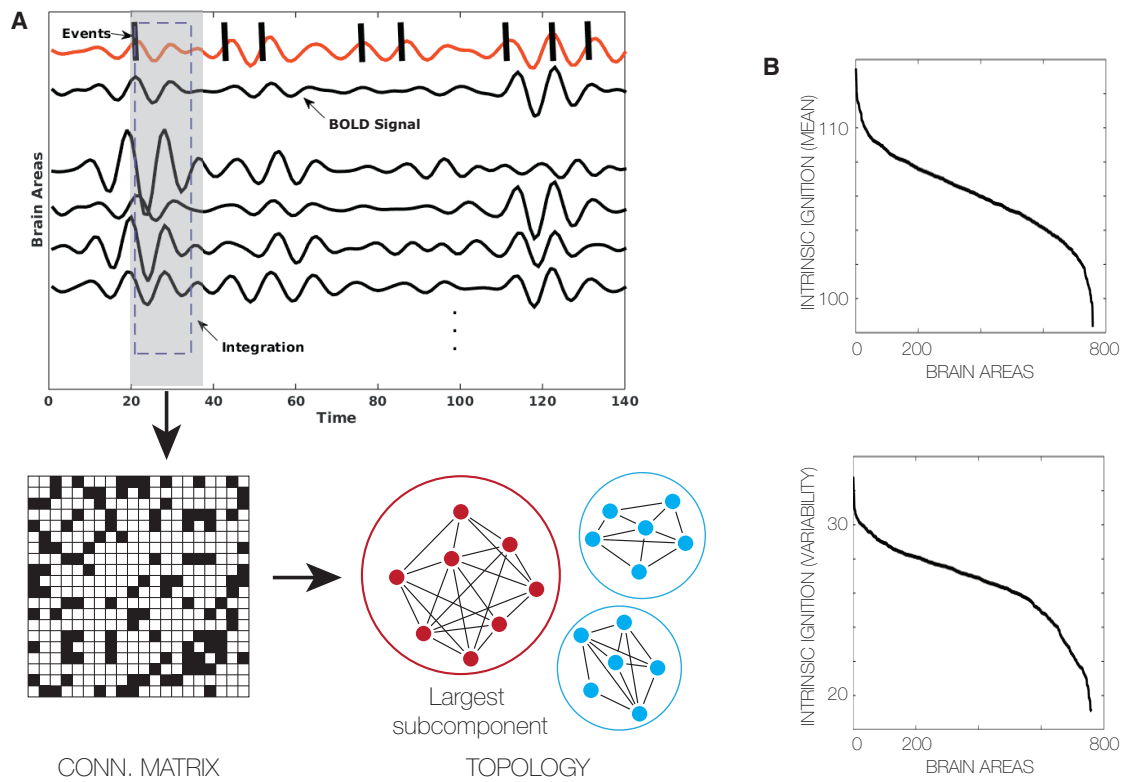 A
Events
BOLD Signal
Brain Areas
Integration
0 20 40 60 80 100 120 140
Time
CONN. MATRIX
Largest
subcomponent
TOPOLOGY
B
INTRINSIC IGNITION (MEAN)
110
100
0 200 800
BRAIN AREAS
INTRINSIC IGNITION (VARIABILITY)
30
20
0 200 800
BRAIN AREAS